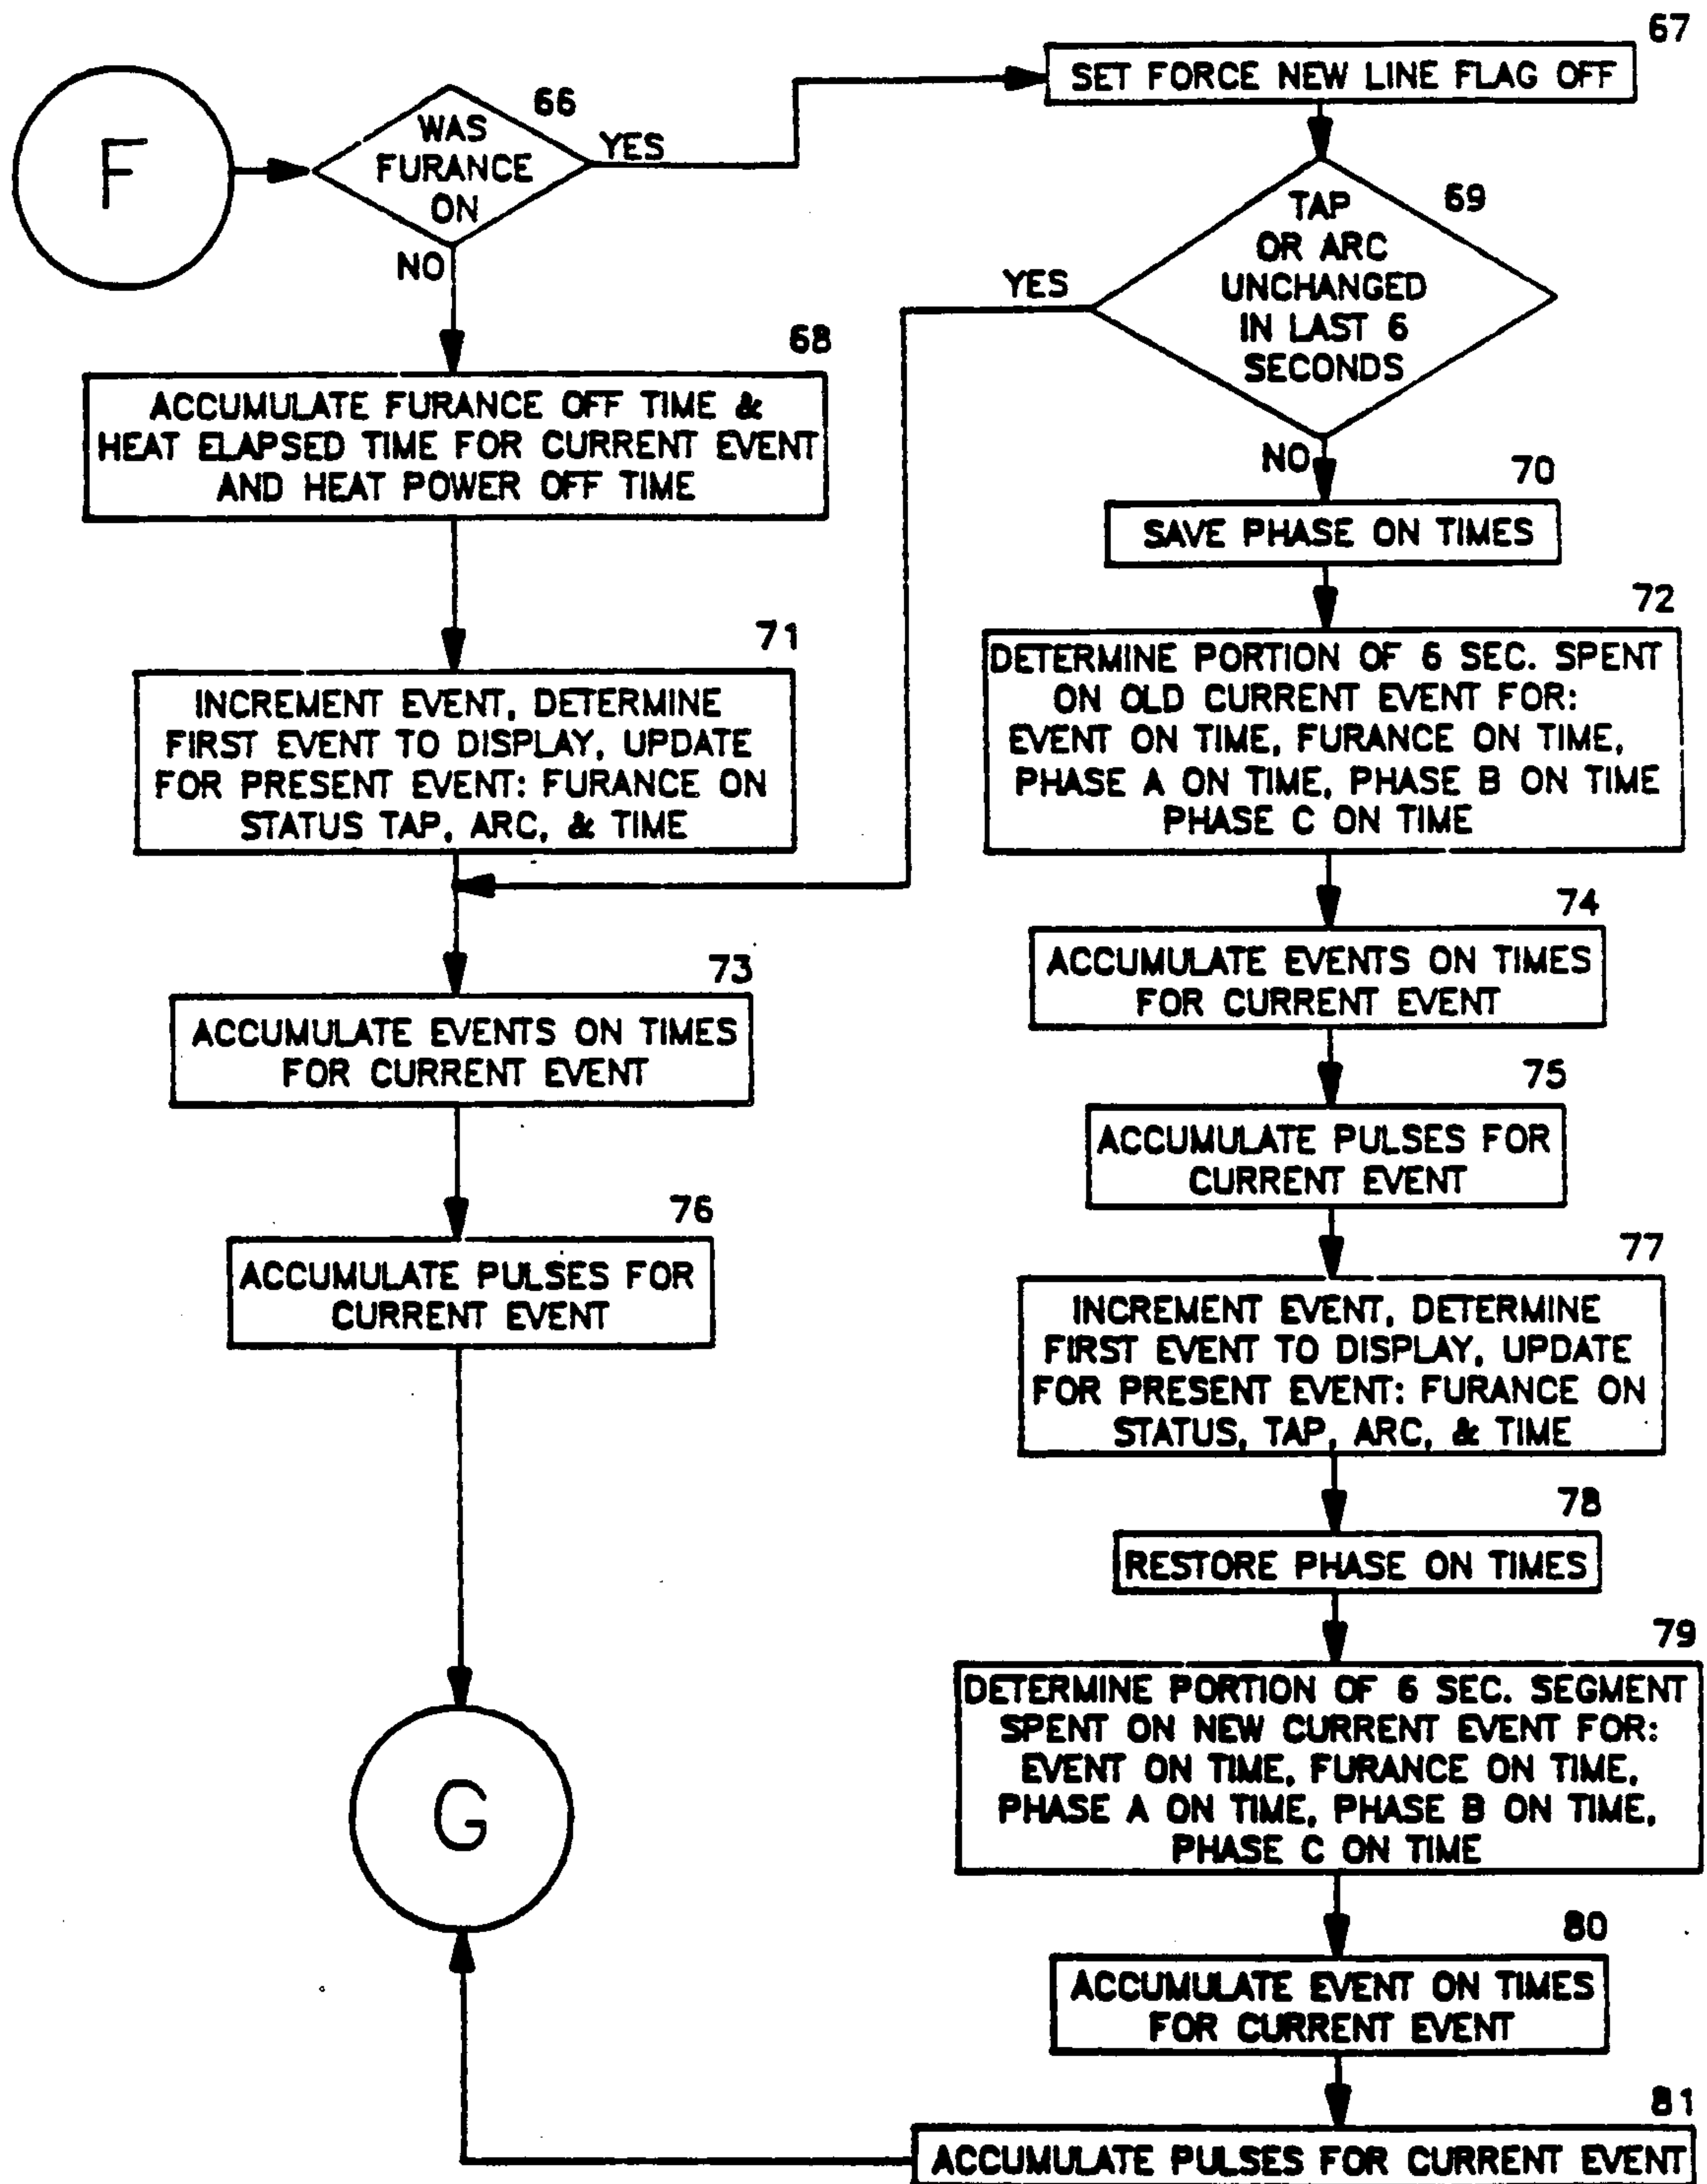 F
66
WAS
FURANCE
ON
YES
NO
67
SET FORCE NEW LINE FLAG OFF
69
TAP
OR ARC
UNCHANGED
IN LAST 6
SECONDS
YES
NO
68
ACCUMULATE FURANCE OFF TIME &
HEAT ELAPSED TIME FOR CURRENT EVENT
AND HEAT POWER OFF TIME
70
SAVE PHASE ON TIMES
71
INCREMENT EVENT, DETERMINE
FIRST EVENT TO DISPLAY, UPDATE
FOR PRESENT EVENT: FURANCE ON
STATUS TAP, ARC, & TIME
72
DETERMINE PORTION OF 6 SEC. SPENT
ON OLD CURRENT EVENT FOR:
EVENT ON TIME, FURANCE ON TIME,
PHASE A ON TIME, PHASE B ON TIME
PHASE C ON TIME
73
ACCUMULATE EVENTS ON TIMES
FOR CURRENT EVENT
74
ACCUMULATE EVENTS ON TIMES
FOR CURRENT EVENT
75
ACCUMULATE PULSES FOR
CURRENT EVENT
76
ACCUMULATE PULSES FOR
CURRENT EVENT
77
INCREMENT EVENT, DETERMINE
FIRST EVENT TO DISPLAY, UPDATE
FOR PRESENT EVENT: FURANCE ON
STATUS, TAP, ARC, & TIME
78
RESTORE PHASE ON TIMES
79
DETERMINE PORTION OF 6 SEC. SEGMENT
SPENT ON NEW CURRENT EVENT FOR:
EVENT ON TIME, FURANCE ON TIME,
PHASE A ON TIME, PHASE B ON TIME,
PHASE C ON TIME
G
80
ACCUMULATE EVENT ON TIMES
FOR CURRENT EVENT
81
ACCUMULATE PULSES FOR CURRENT EVENT